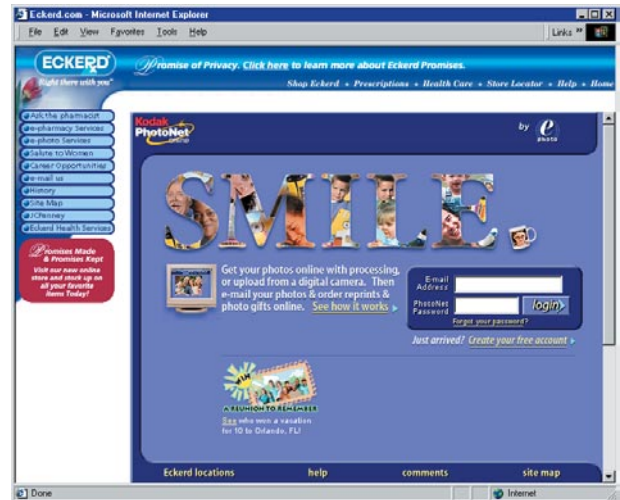 Eckerd.com - Microsoft Internet Explorer
File Edit View Favorites Tools Help
Links »
ECKERD
Right there with you
Promise of Privacy. Click here to learn more about Eckerd Promises.
Shop Eckerd • Prescriptions • Health Care • Store Locator • Help • Home
Ask the pharmacist
e-pharmacy Services
e-photo Services
Salute to Women
Career Opportunities
e-mail us
History
Site Map
JCPenney
Eckerd Health Services
Promises Made
& Promises Kept
Visit our new online
store and stock up on
all your favorite
items Today!
Kodak
PhotoNet
online
by e
photo
SMILE.
Get your photos online with processing,
or upload from a digital camera. Then
e-mail your photos & order reprints &
photo gifts online. See how it works
E-mail
Address
PhotoNet
Password
login
Forgot your password?
Just arrived? Create your free account
A REUNION TO REMEMBER
See who won a vacation
for 10 to Orlando, FL!
Eckerd locations help comments site map
Done
Internet